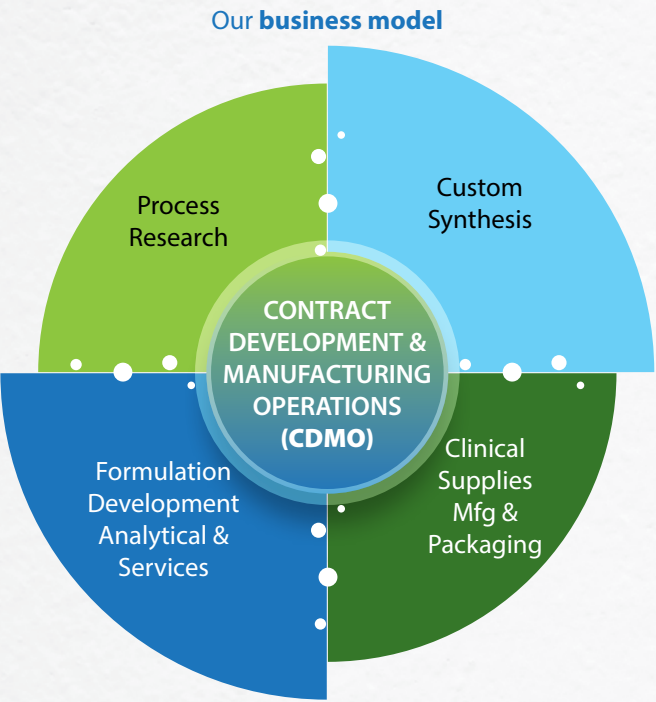 Our business model
Process
Research
Custom
Synthesis
CONTRACT
DEVELOPMENT &
MANUFACTURING
OPERATIONS
(CDMO)
Formulation
Development
Analytical &
Services
Clinical
Supplies
Mfg &
Packaging